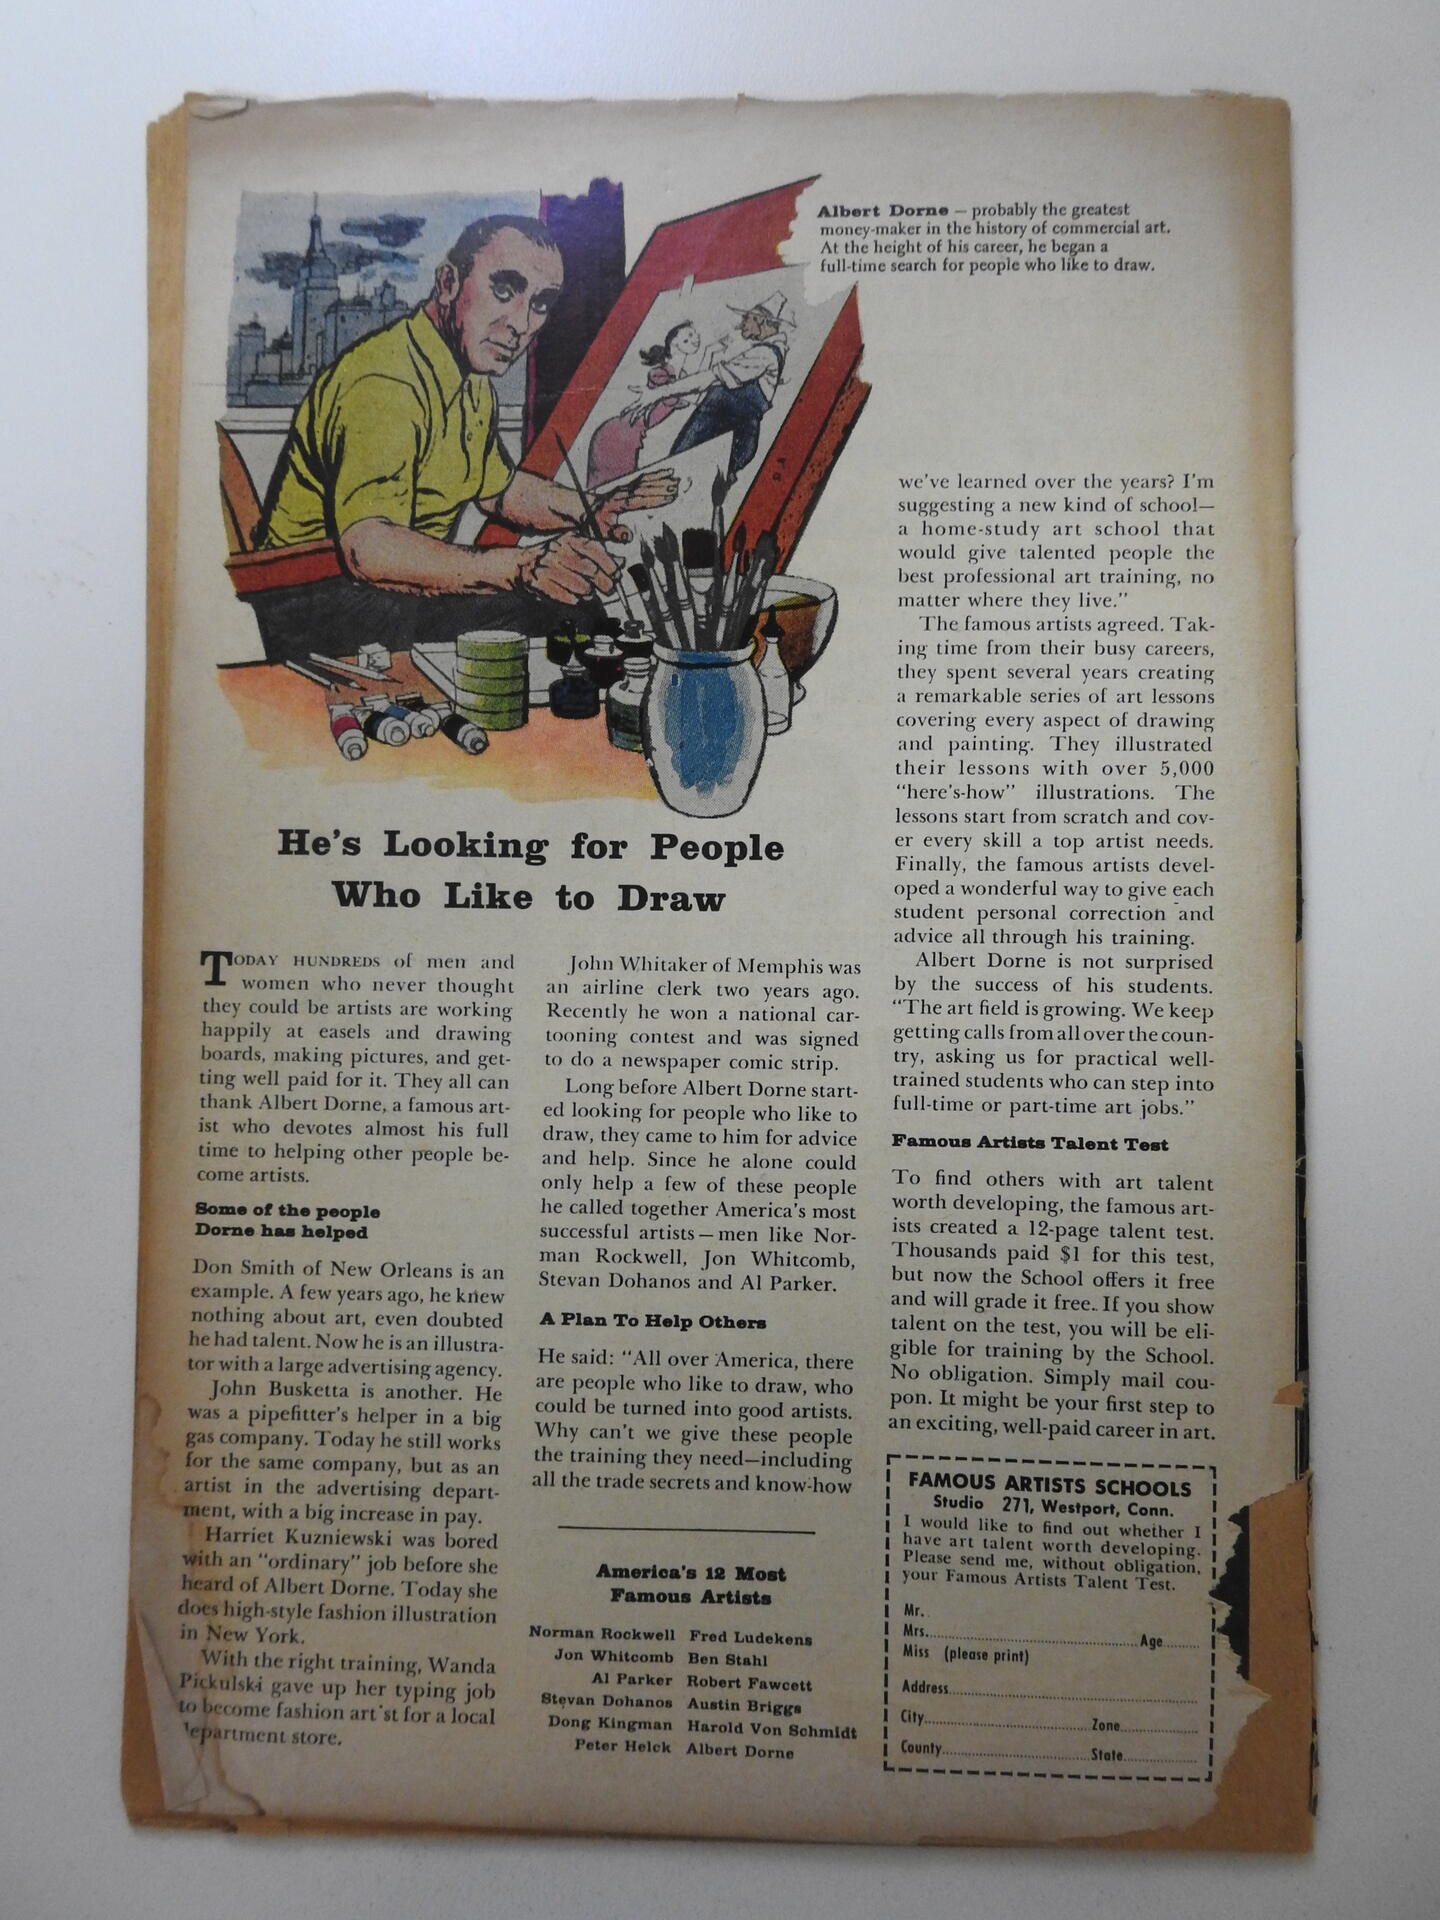 Albert Dorne – probably the greatest
money-maker in the history of commercial art.
At the height of his career, he began a
full-time search for people who like to draw.
He's Looking for People
Who Like to Draw
TODAY HUNDREDS of men and
women who never thought
they could be artists are working
happily at easels and drawing
boards, making pictures, and get-
ting well paid for it. They all can
thank Albert Dorne, a famous art-
ist who devotes almost his full
time to helping other people be-
come artists.
Some of the people
Dorne has helped
Don Smith of New Orleans is an
example. A few years ago, he knew
nothing about art, even doubted
he had talent. Now he is an illustra-
tor with a large advertising agency.
John Busketta is another. He
was a pipefitter's helper in a big
gas company. Today he still works
for the same company, but as an
artist in the advertising depart-
ment, with a big increase in pay.
Harriet Kuzniewski was bored
with an "ordinary" job before she
heard of Albert Dorne. Today she
does high-style fashion illustration
in New York.
With the right training, Wanda
Pickulski gave up her typing job
to become fashion art st for a local
department store.
John Whitaker of Memphis was
an airline clerk two years ago.
Recently he won a national car-
tooning contest and was signed
to do a newspaper comic strip.
Long before Albert Dorne start-
ed looking for people who like to
draw, they came to him for advice
and help. Since he alone could
only help a few of these people
he called together America's most
successful artists—men like Nor-
man Rockwell, Jon Whitcomb,
Stevan Dohanos and Al Parker.
A Plan To Help Others
He said: "All over America, there
are people who like to draw, who
could be turned into good artists.
Why can't we give these people
the training they need—including
all the trade secrets and know-how
America's 12 Most
Famous Artists
Norman Rockwell Fred Ludekens
Jon Whitcomb Ben Stahl
Al Parker Robert Fawcett
Stevan Dohanos Austin Briggs
Dong Kingman Harold Von Schmidt
Peter Helck Albert Dorne
we've learned over the years? I'm
suggesting a new kind of school—
a home-study art school that
would give talented people the
best professional art training, no
matter where they live."
The famous artists agreed. Tak-
ing time from their busy careers,
they spent several years creating
a remarkable series of art lessons
covering every aspect of drawing
and painting. They illustrated
their lessons with over 5,000
"here's-how" illustrations. The
lessons start from scratch and cov-
er every skill a top artist needs.
Finally, the famous artists devel-
oped a wonderful way to give each
student personal correction and
advice all through his training.
Albert Dorne is not surprised
by the success of his students.
"The art field is growing. We keep
getting calls from all over the coun-
try, asking us for practical well-
trained students who can step into
full-time or part-time art jobs."
Famous Artists Talent Test
To find others with art talent
worth developing, the famous art-
ists created a 12-page talent test.
Thousands paid $1 for this test,
but now the School offers it free
and will grade it free. If you show
talent on the test, you will be eli-
gible for training by the School.
No obligation. Simply mail cou-
pon. It might be your first step to
an exciting, well-paid career in art.
FAMOUS ARTISTS SCHOOLS
Studio 271, Westport, Conn.
I would like to find out whether I
have art talent worth developing.
Please send me, without obligation,
your Famous Artists Talent Test.
Mr.
Mrs. Age
Miss (please print)
Address
City Zone
County State